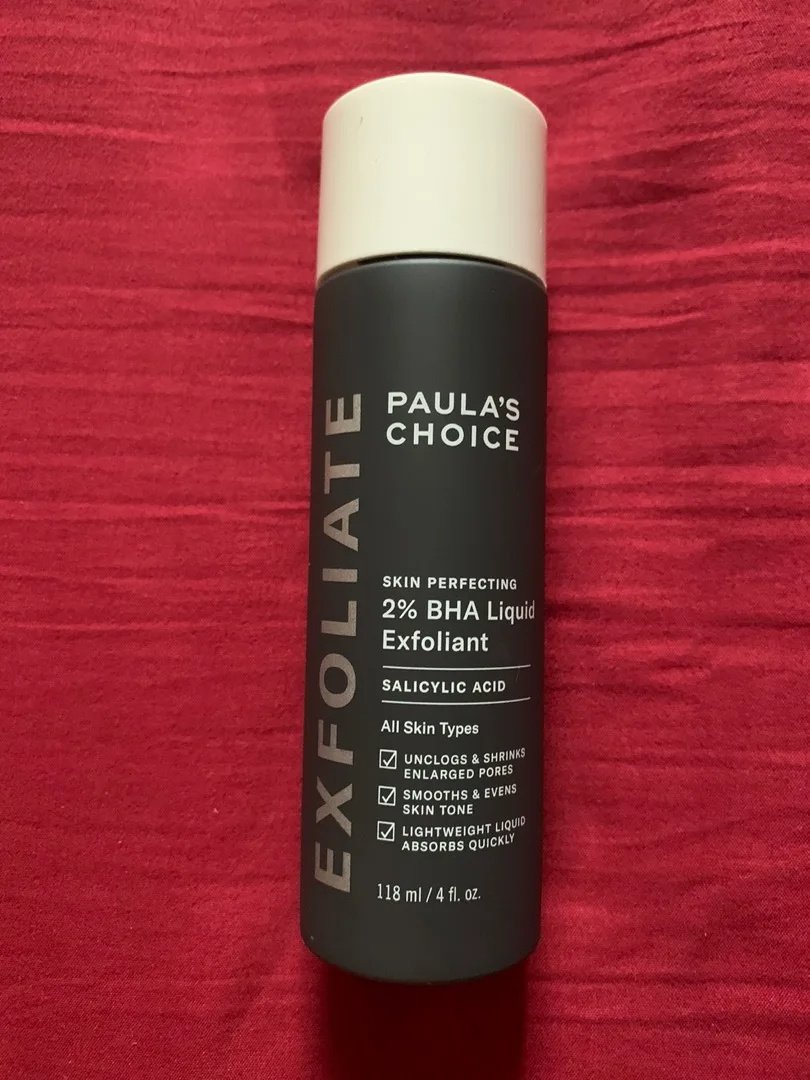 EXFOLIATE
PAULA'S
CHOICE
SKIN PERFECTING
2% BHA Liquid
Exfoliant
SALICYLIC ACID
All Skin Types
UNCLOGS & SHRINKS
ENLARGED PORES
SMOOTHS & EVENS
SKIN TONE
LIGHTWEIGHT LIQUID
ABSORBS QUICKLY
118 ml / 4 fl. oz.